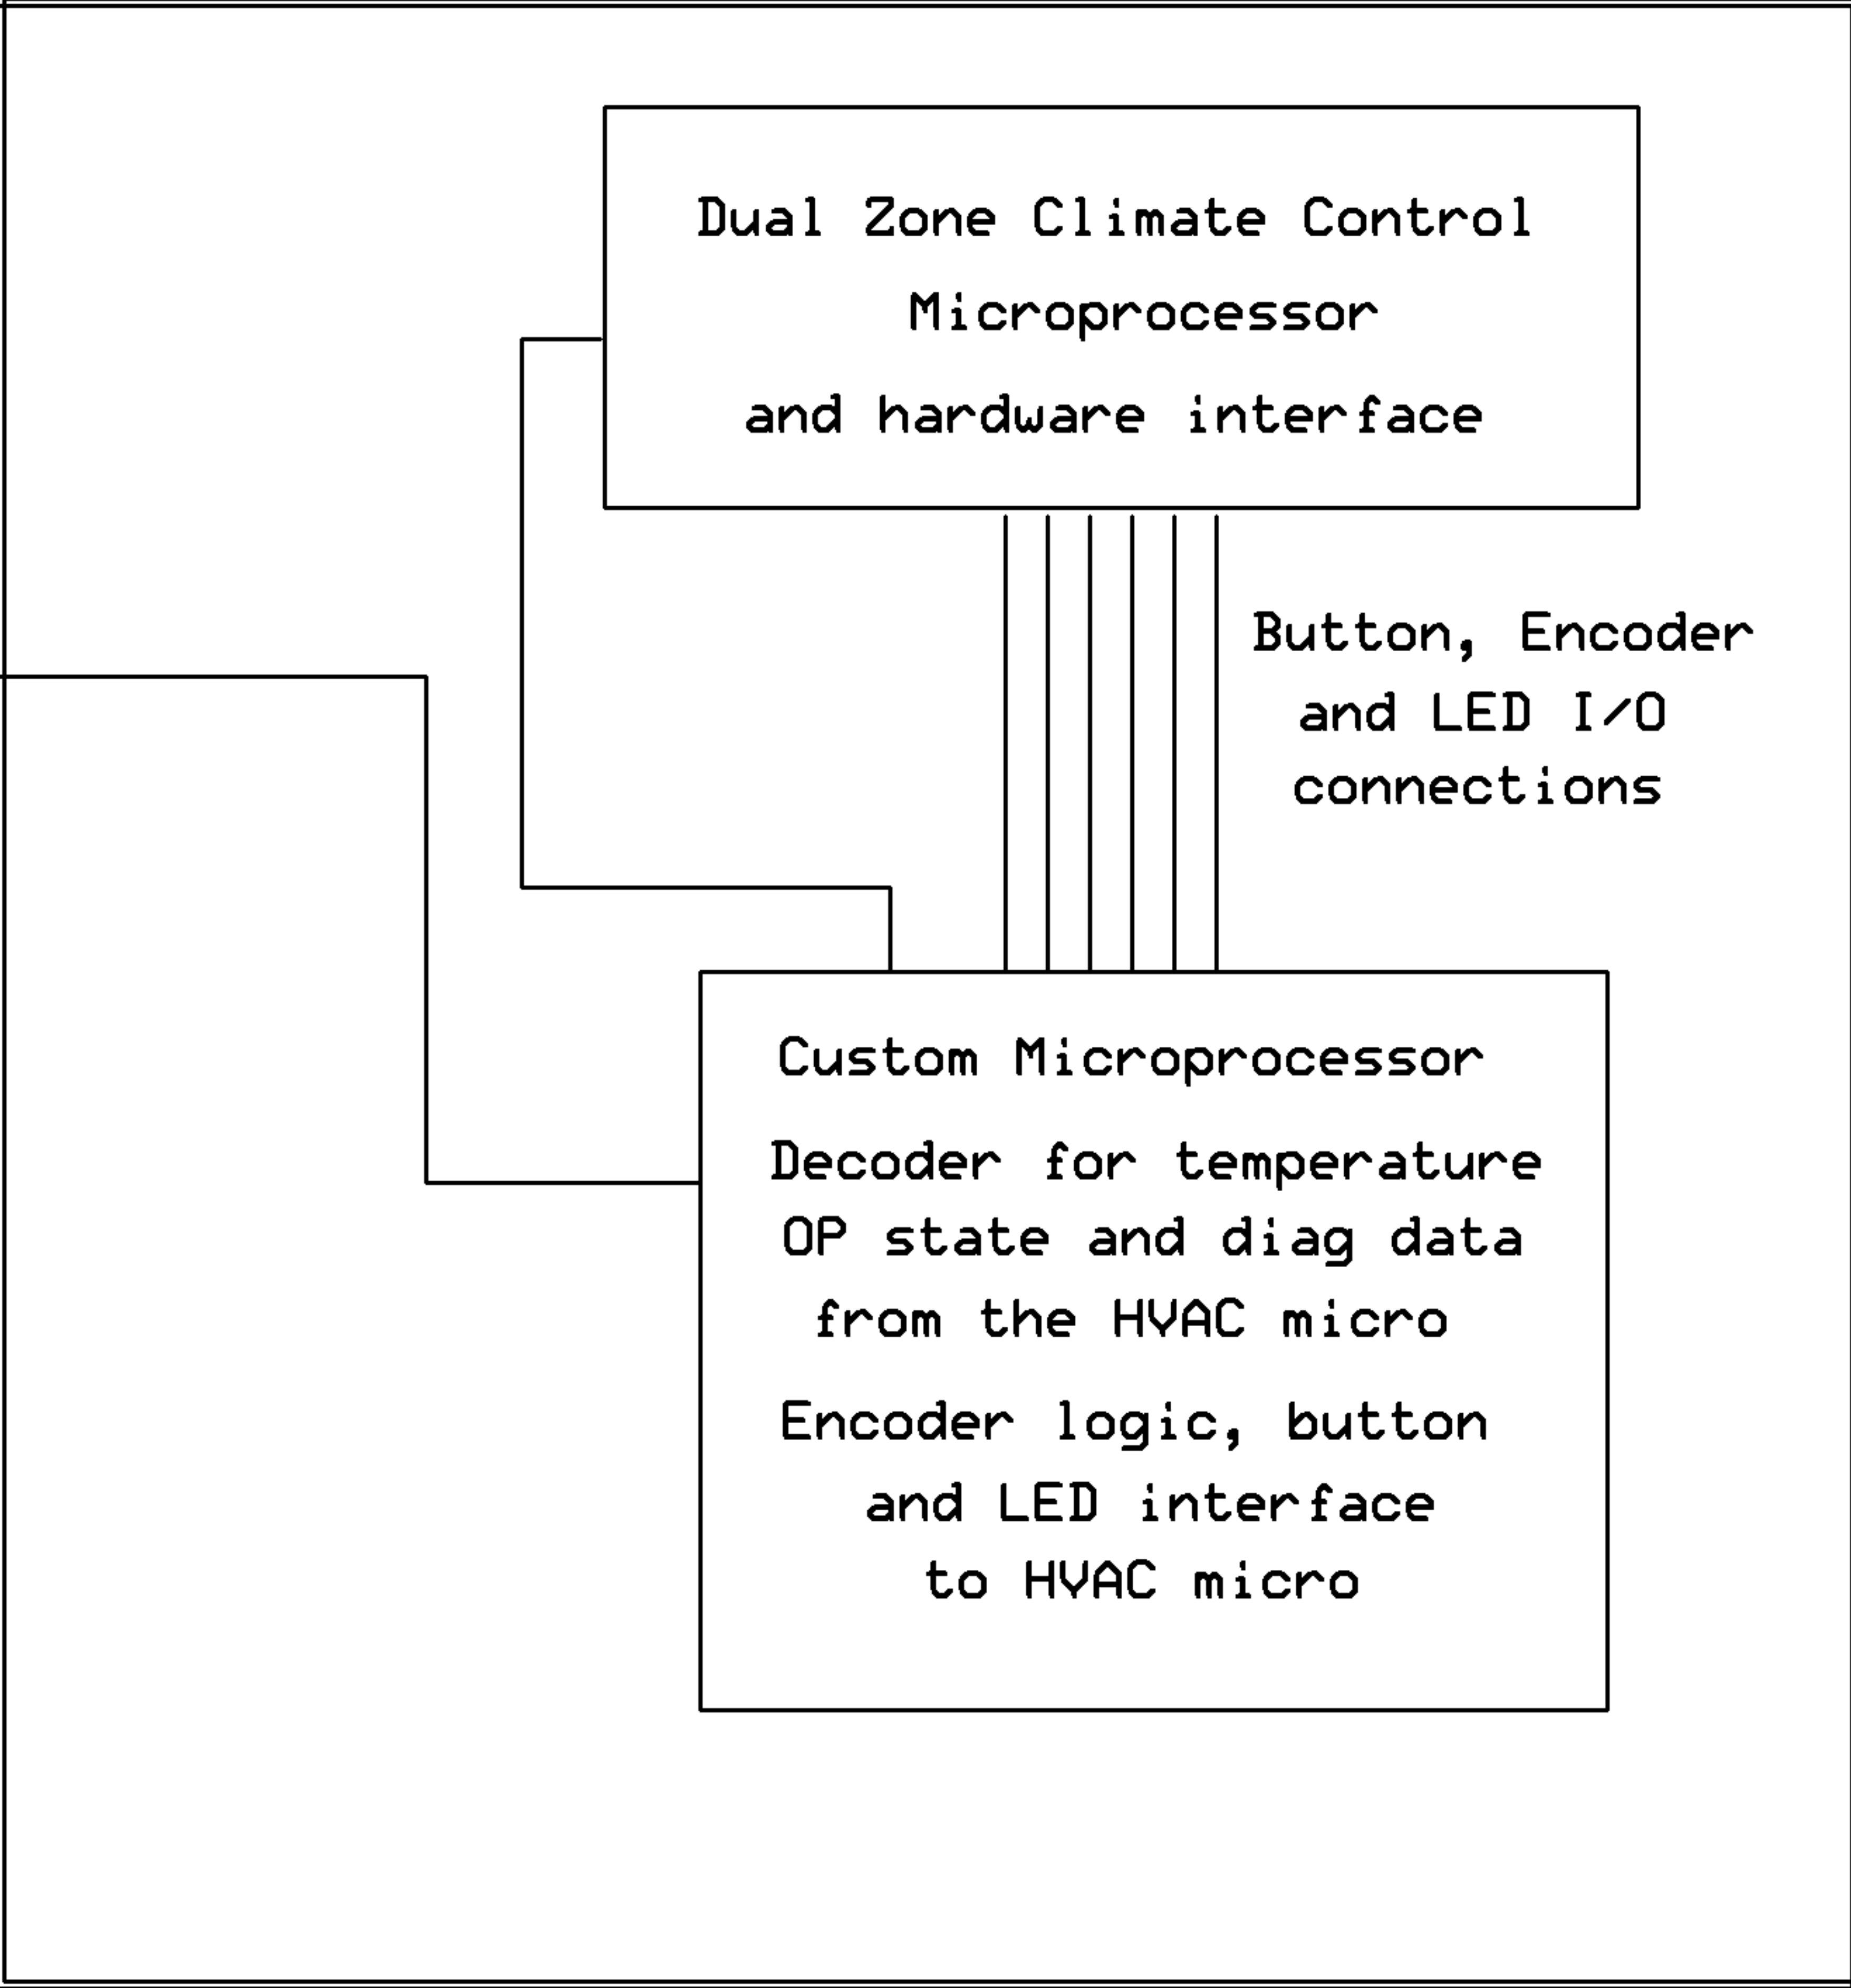 Dual Zone Climate Control
Microprocessor
and hardware interface
Button, Encoder
and LED I/O
connections
Custom Microprocessor
Decoder for temperature
OP state and diag data
from the HVAC micro
Encoder logic, button
and LED interface
to HVAC micro